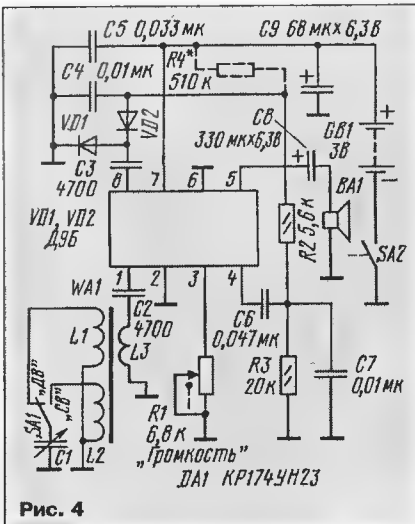 C5 0,033 мк
C9 68 мк × 6,3В
R4*
510 к
C4 0,01 мк
VD1
VD2
C8
330 мк×6,3В
GB1
3В
C3
4700
8 7 6 5
BA1
R2 5,6 к
VD1, VD2
Д9Б
SA2
WA1
1 2 3 4
C2
4700
L1
L3
C6
0,047 мк
SA1
„ДВ"
„СВ"
R3
20 к
C7
0,01 мк
C1
L2
R1
6,8 к
„Громкость"
DA1 КР174УН23
Рис. 4